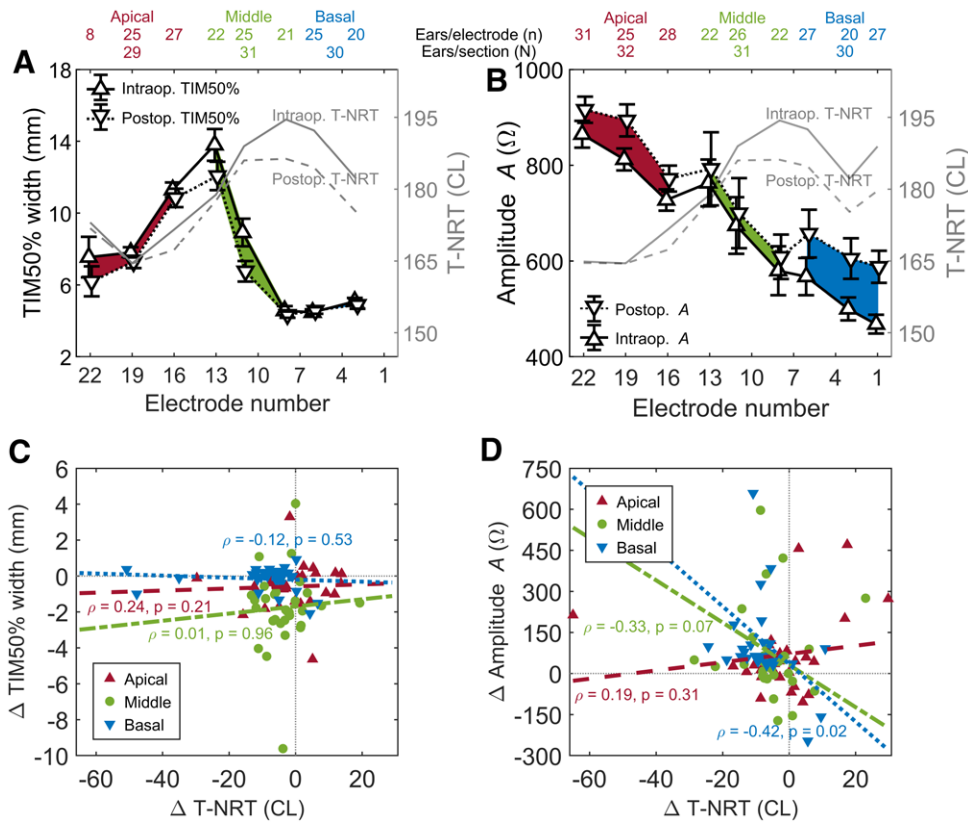 Apical Middle Basal Apical Middle Basal
8 25 27 22 25 21 25 20 Ears/electrode (n) 31 25 28 22 26 22 27 20 27
29 31 30 Ears/section (N) 32 31 30
A B
18 1000
Intraop. TIM50%
Postop. TIM50%
Intraop. T-NRT 195 Intraop. T-NRT 195
14 800
180 180
Postop. T-NRT Postop. T-NRT
10 600
165 165
6 Postop. A
Intraop. A
150 150
2 400
TIM50% width (mm) T-NRT (CL) Amplitude A (Ω) T-NRT (CL)
22 19 16 13 10 7 4 1 22 19 16 13 10 7 4 1
Electrode number Electrode number
C D
6 4 2 0 -2 -4 -6 -8 -10
Δ TIM50% width (mm)
ρ = -0.12, p = 0.53
ρ = 0.24, p = 0.21
ρ = 0.01, p = 0.96
Apical
Middle
Basal
-60 -40 -20 0 20
Δ T-NRT (CL)
750 600 450 300 150 0 -150 -300
Δ Amplitude A (Ω)
Apical
Middle
Basal
ρ = -0.33, p = 0.07
ρ = 0.19, p = 0.31
ρ = -0.42, p = 0.02
-60 -40 -20 0 20
Δ T-NRT (CL)